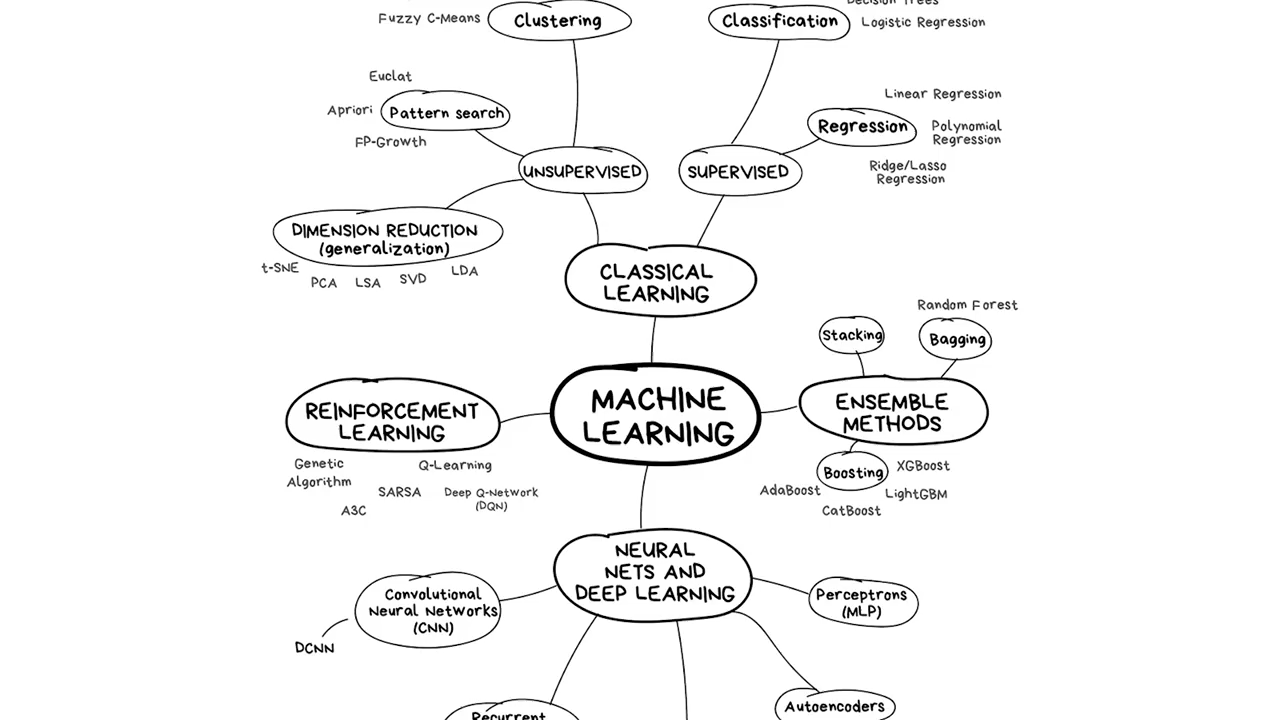 Decision Trees
Fuzzy C-Means
Clustering
Classification
Logistic Regression
Euclat
Apriori
Pattern search
FP-Growth
Linear Regression
Regression
Polynomial
Regression
Ridge/Lasso
Regression
UNSUPERVISED
SUPERVISED
DIMENSION REDUCTION
(generalization)
t-SNE
PCA
LSA
SVD
LDA
CLASSICAL
LEARNING
Random Forest
Stacking
Bagging
MACHINE
LEARNING
REINFORCEMENT
LEARNING
Genetic
Algorithm
Q-Learning
SARSA
Deep Q-Network
(DQN)
A3C
ENSEMBLE
METHODS
Boosting
XGBoost
AdaBoost
LightGBM
CatBoost
NEURAL
NETS AND
DEEP LEARNING
Convolutional
Neural Networks
(CNN)
DCNN
Perceptrons
(MLP)
Recurrent
Autoencoders